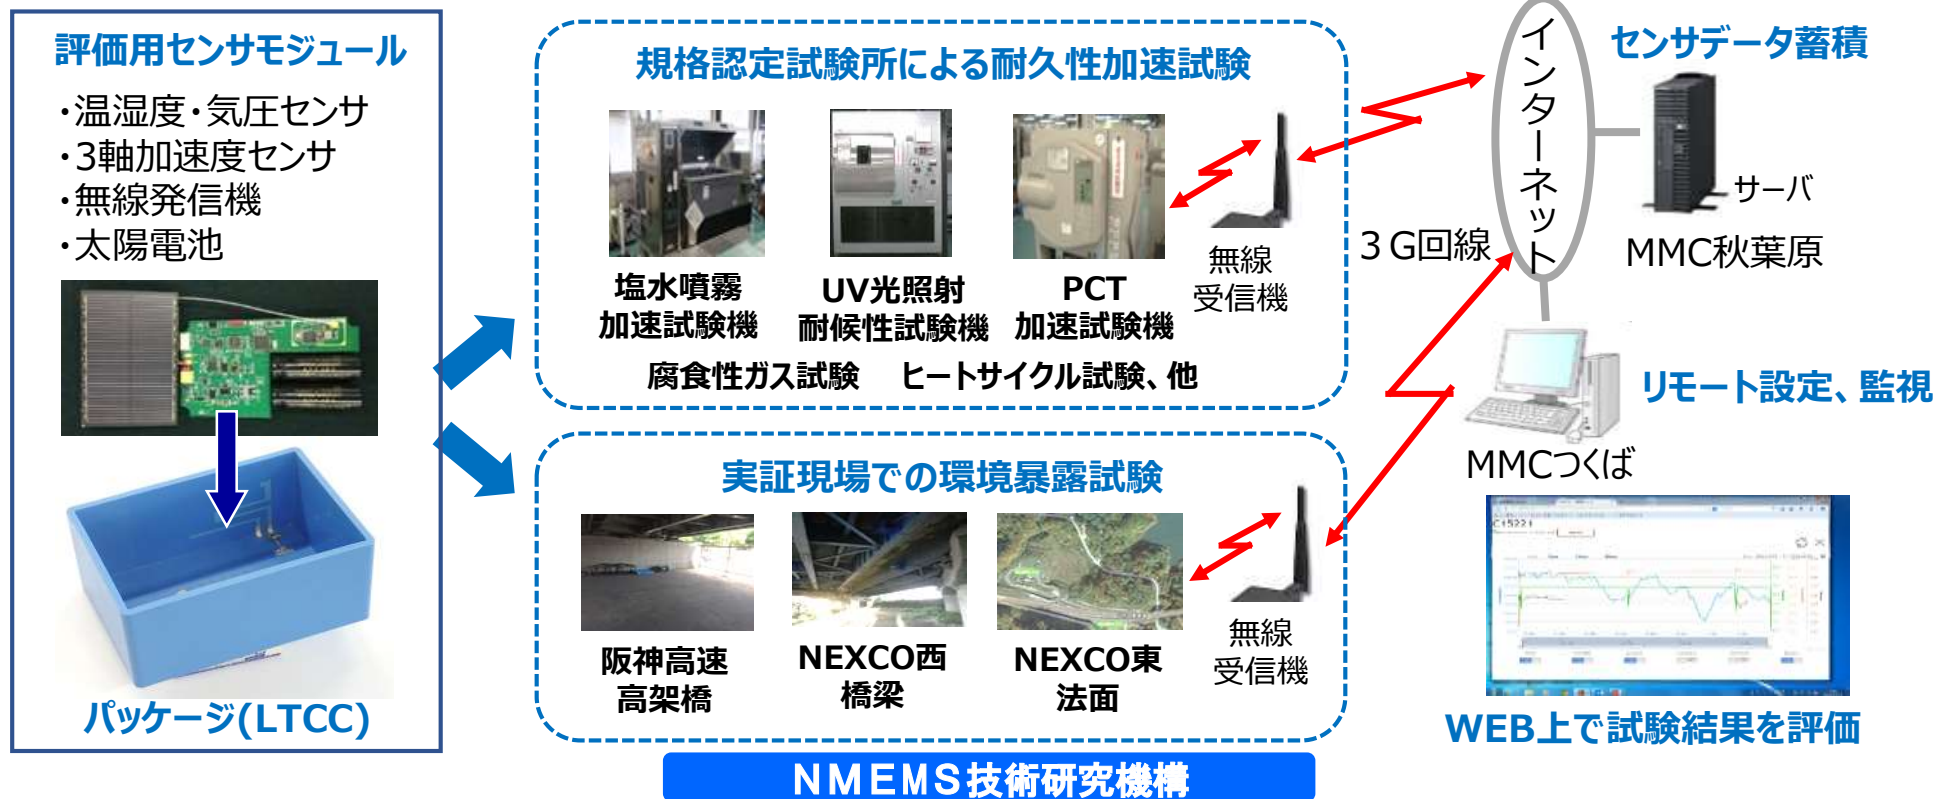 評価用センサモジュール
・温湿度・気圧センサ
・3軸加速度センサ
・無線発信機
・太陽電池
パッケージ(LTCC)
規格認定試験所による耐久性加速試験
塩水噴霧
加速試験機
UV光照射
耐候性試験機
PCT
加速試験機
無線
受信機
腐食性ガス試験 ヒートサイクル試験、他
実証現場での環境暴露試験
阪神高速
高架橋
NEXCO西
橋梁
NEXCO東
法面
無線
受信機
NMEMS技術研究機構
インターネット
3G回線
センサデータ蓄積
サーバ
MMC秋葉原
リモート設定、監視
MMCつくば
C15221
WEB上で試験結果を評価